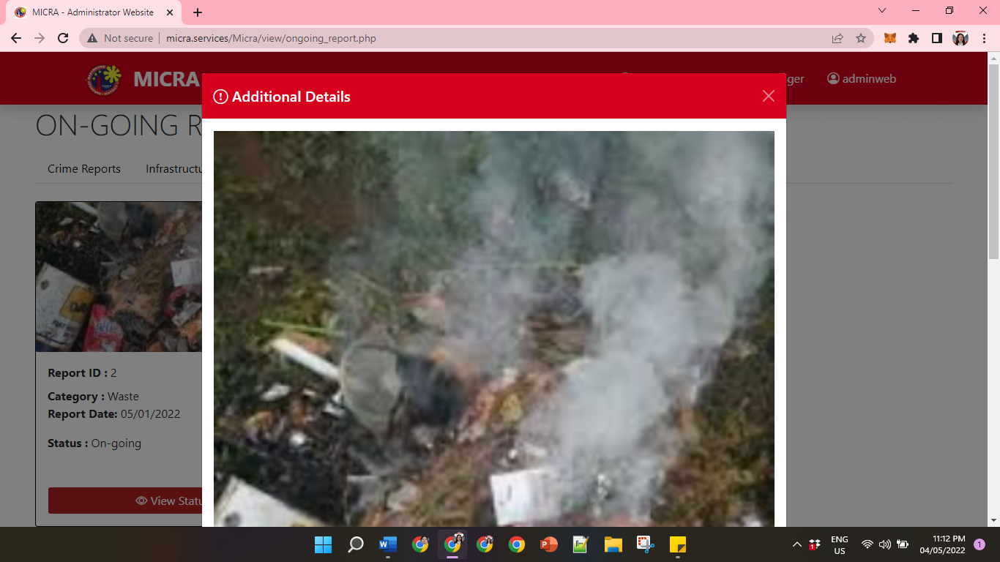 MICRA - Administrator Website
Not secure
micra.services/Micra/view/ongoing_report.php
MICRA
ger
adminweb
Additional Details
ON-GOING R
Crime Reports
Infrastructu
Report ID : 2
Category : Waste
Report Date: 05/01/2022
Status : On-going
View Statu
ENG
US
11:12 PM
04/05/2022
1
1